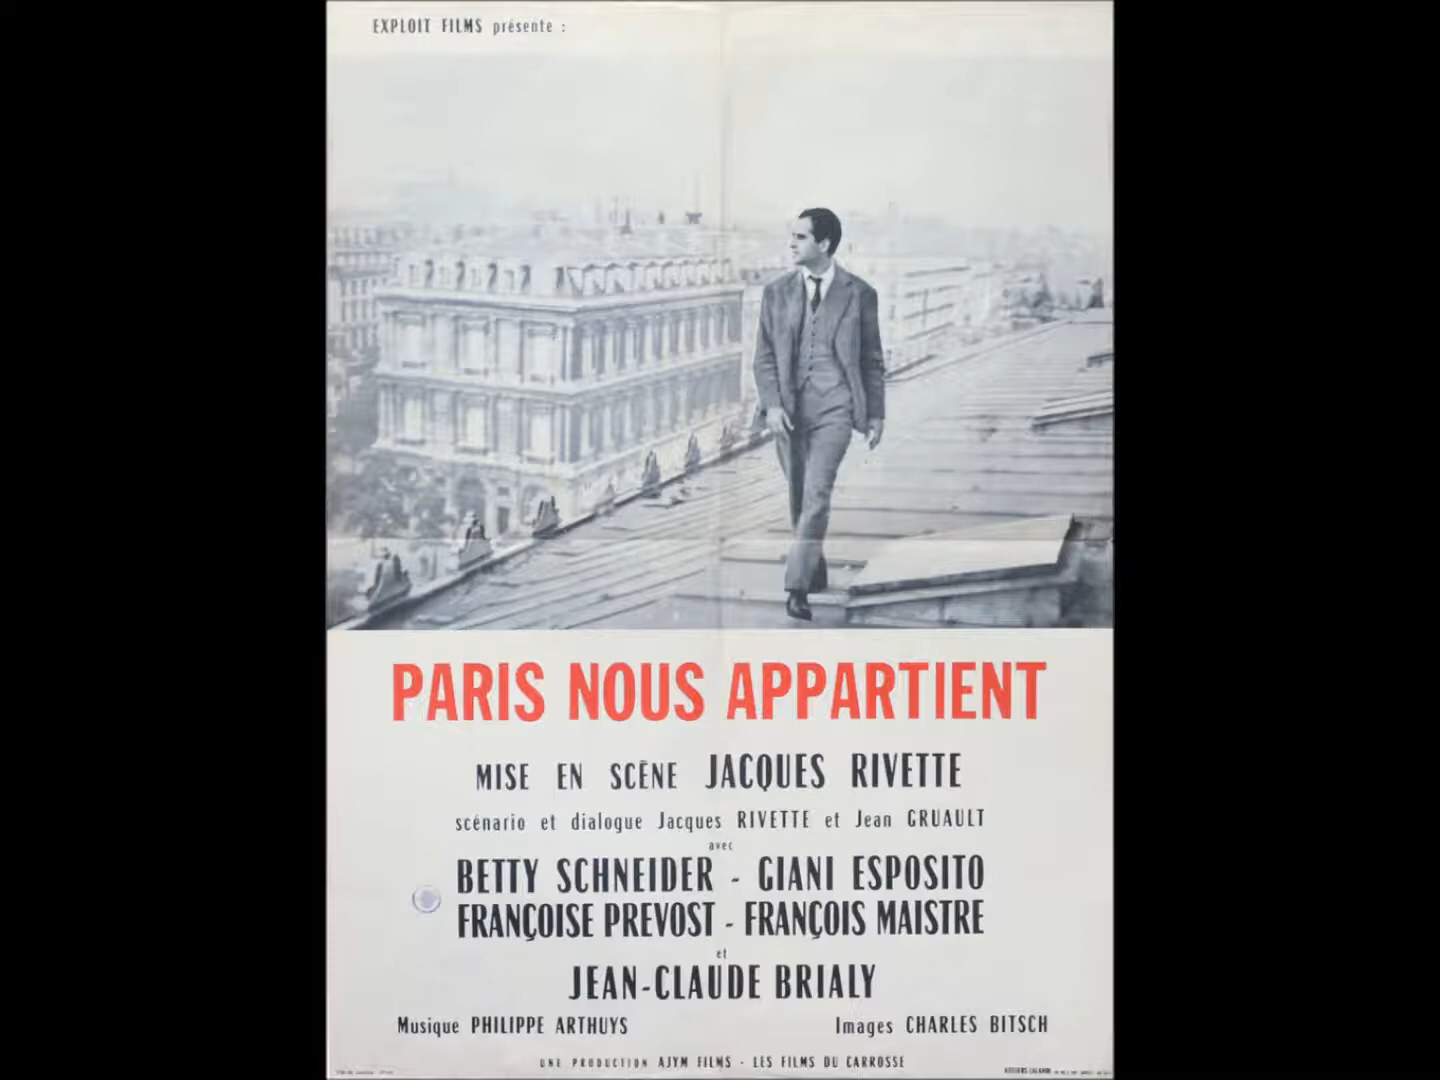 EXPLOIT FILMS présente :
PARIS NOUS APPARTIENT
MISE EN SCÈNE JACQUES RIVETTE
scénario et dialogue Jacques RIVETTE et Jean GRUAULT
avec
BETTY SCHNEIDER - GIANI ESPOSITO
FRANÇOISE PREVOST - FRANÇOIS MAISTRE
et
JEAN-CLAUDE BRIALY
Musique PHILIPPE ARTHUYS Images CHARLES BITSCH
UNE PRODUCTION AJYM FILMS - LES FILMS DU CARROSSE